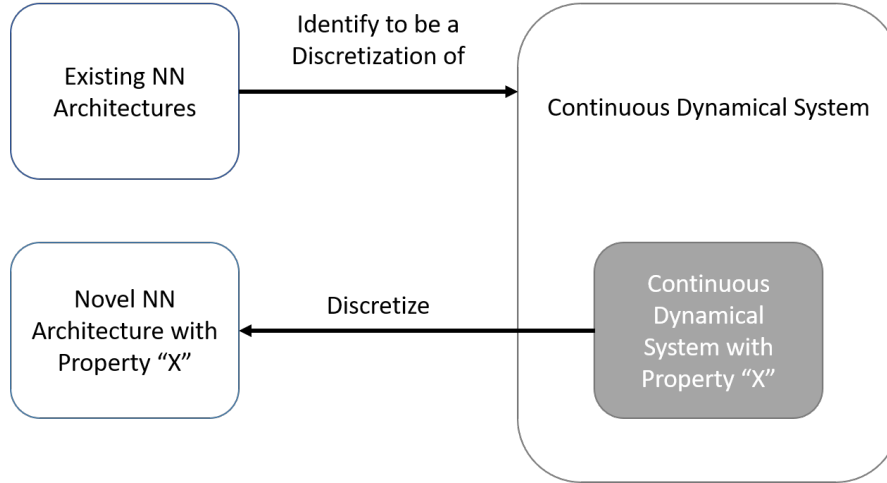 Identify to be a
Discretization of
Existing NN
Architectures
Continuous Dynamical System
Novel NN
Architecture with
Property “X”
Discretize
Continuous
Dynamical
System with
Property “X”